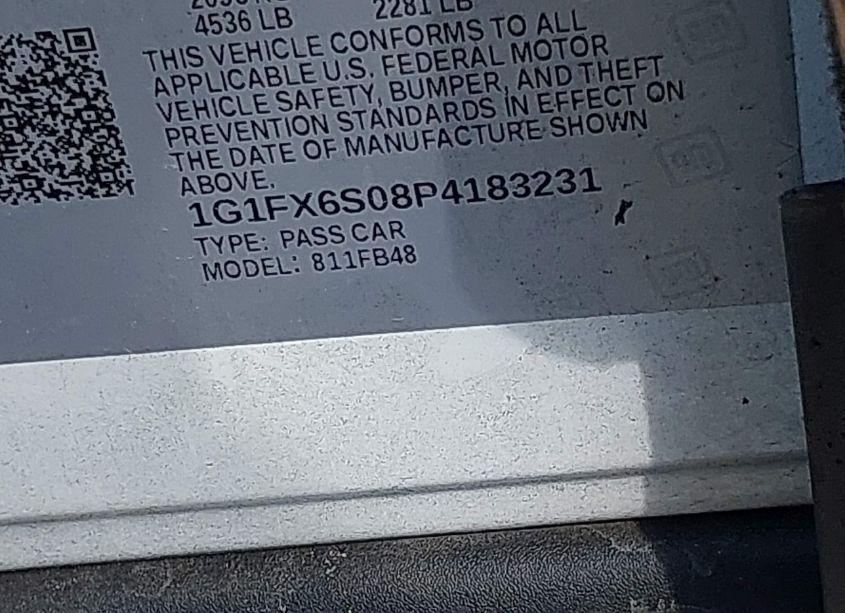 4536 LB 2281 LB
THIS VEHICLE CONFORMS TO ALL
APPLICABLE U.S. FEDERAL MOTOR
VEHICLE SAFETY, BUMPER, AND THEFT
PREVENTION STANDARDS IN EFFECT ON
THE DATE OF MANUFACTURE SHOWN
ABOVE.
1G1FX6S08P4183231
TYPE: PASS CAR
MODEL: 811FB48